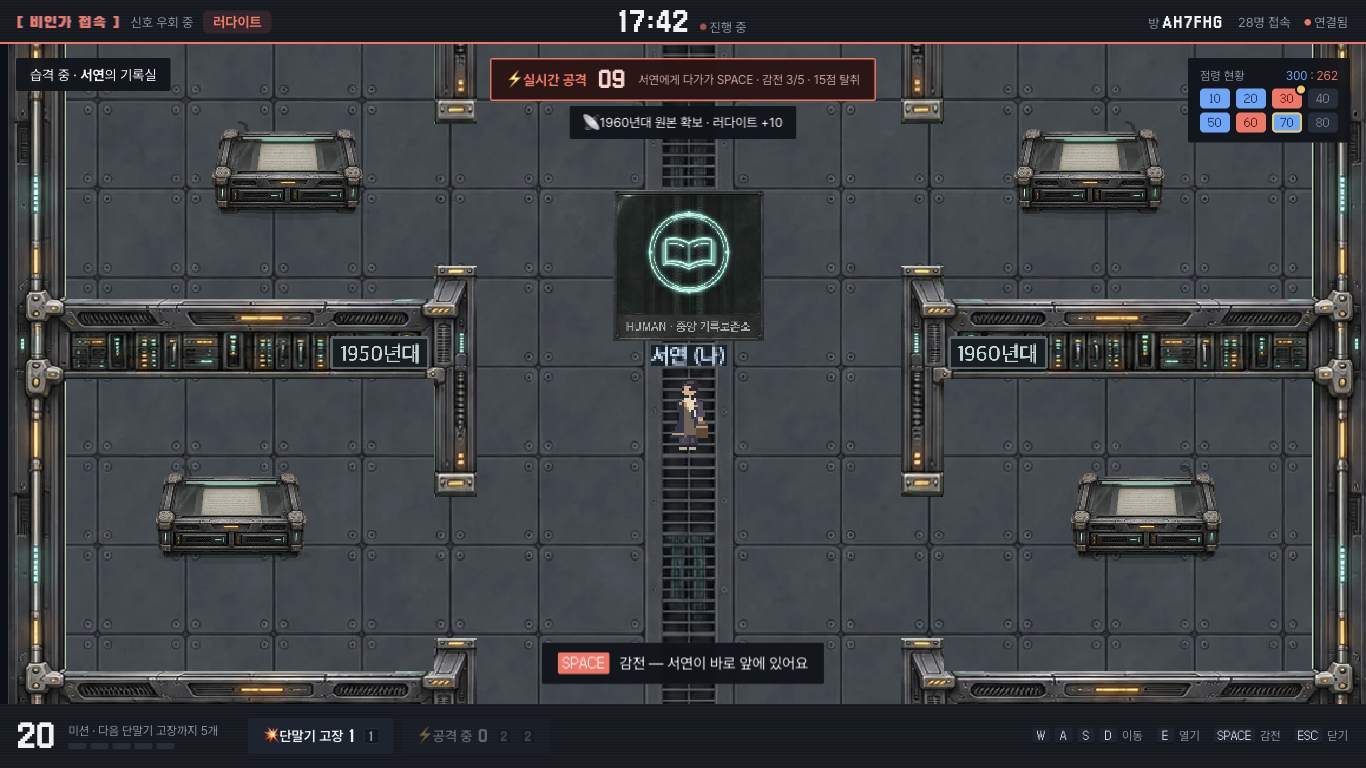 [ 비인가 접속 ] 신호 우회 중 러다이트
17:42 진행 중
방 AH7FHG 28명 접속 연결됨
습격 중 · 서연의 기록실
⚡실시간 공격 09 서연에게 다가가 SPACE · 감전 3/5 · 15점 탈취
📡1960년대 원본 확보 · 러다이트 +10
점령 현황 300 : 262
10 20 30 40
50 60 70 80
HUMAN · 중앙 기록보존소
서연 (나)
1950년대
1960년대
SPACE 감전 — 서연이 바로 앞에 있어요
20 미션 · 다음 단말기 고장까지 5개
💥단말기 고장 1 1
⚡공격 중 0 2 2
W A S D 이동 E 열기 SPACE 감전 ESC 닫기